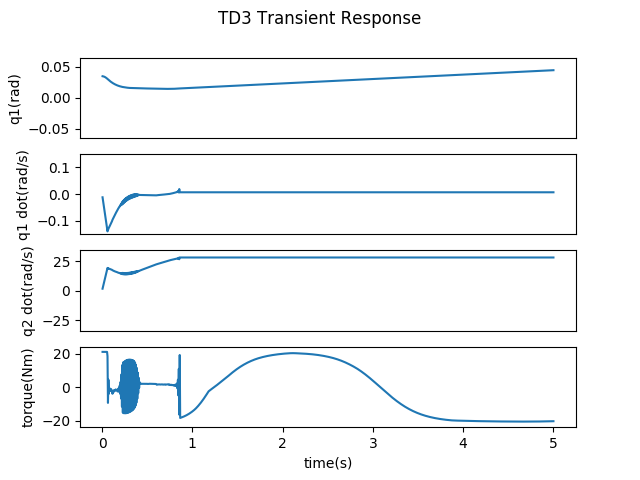 TD3 Transient Response
0.05
0.00
−0.05
q1(rad)
0.1
0.0
−0.1
q1 dot(rad/s)
25
0
−25
q2 dot(rad/s)
20
0
−20
torque(Nm)
0 1 2 3 4 5
time(s)